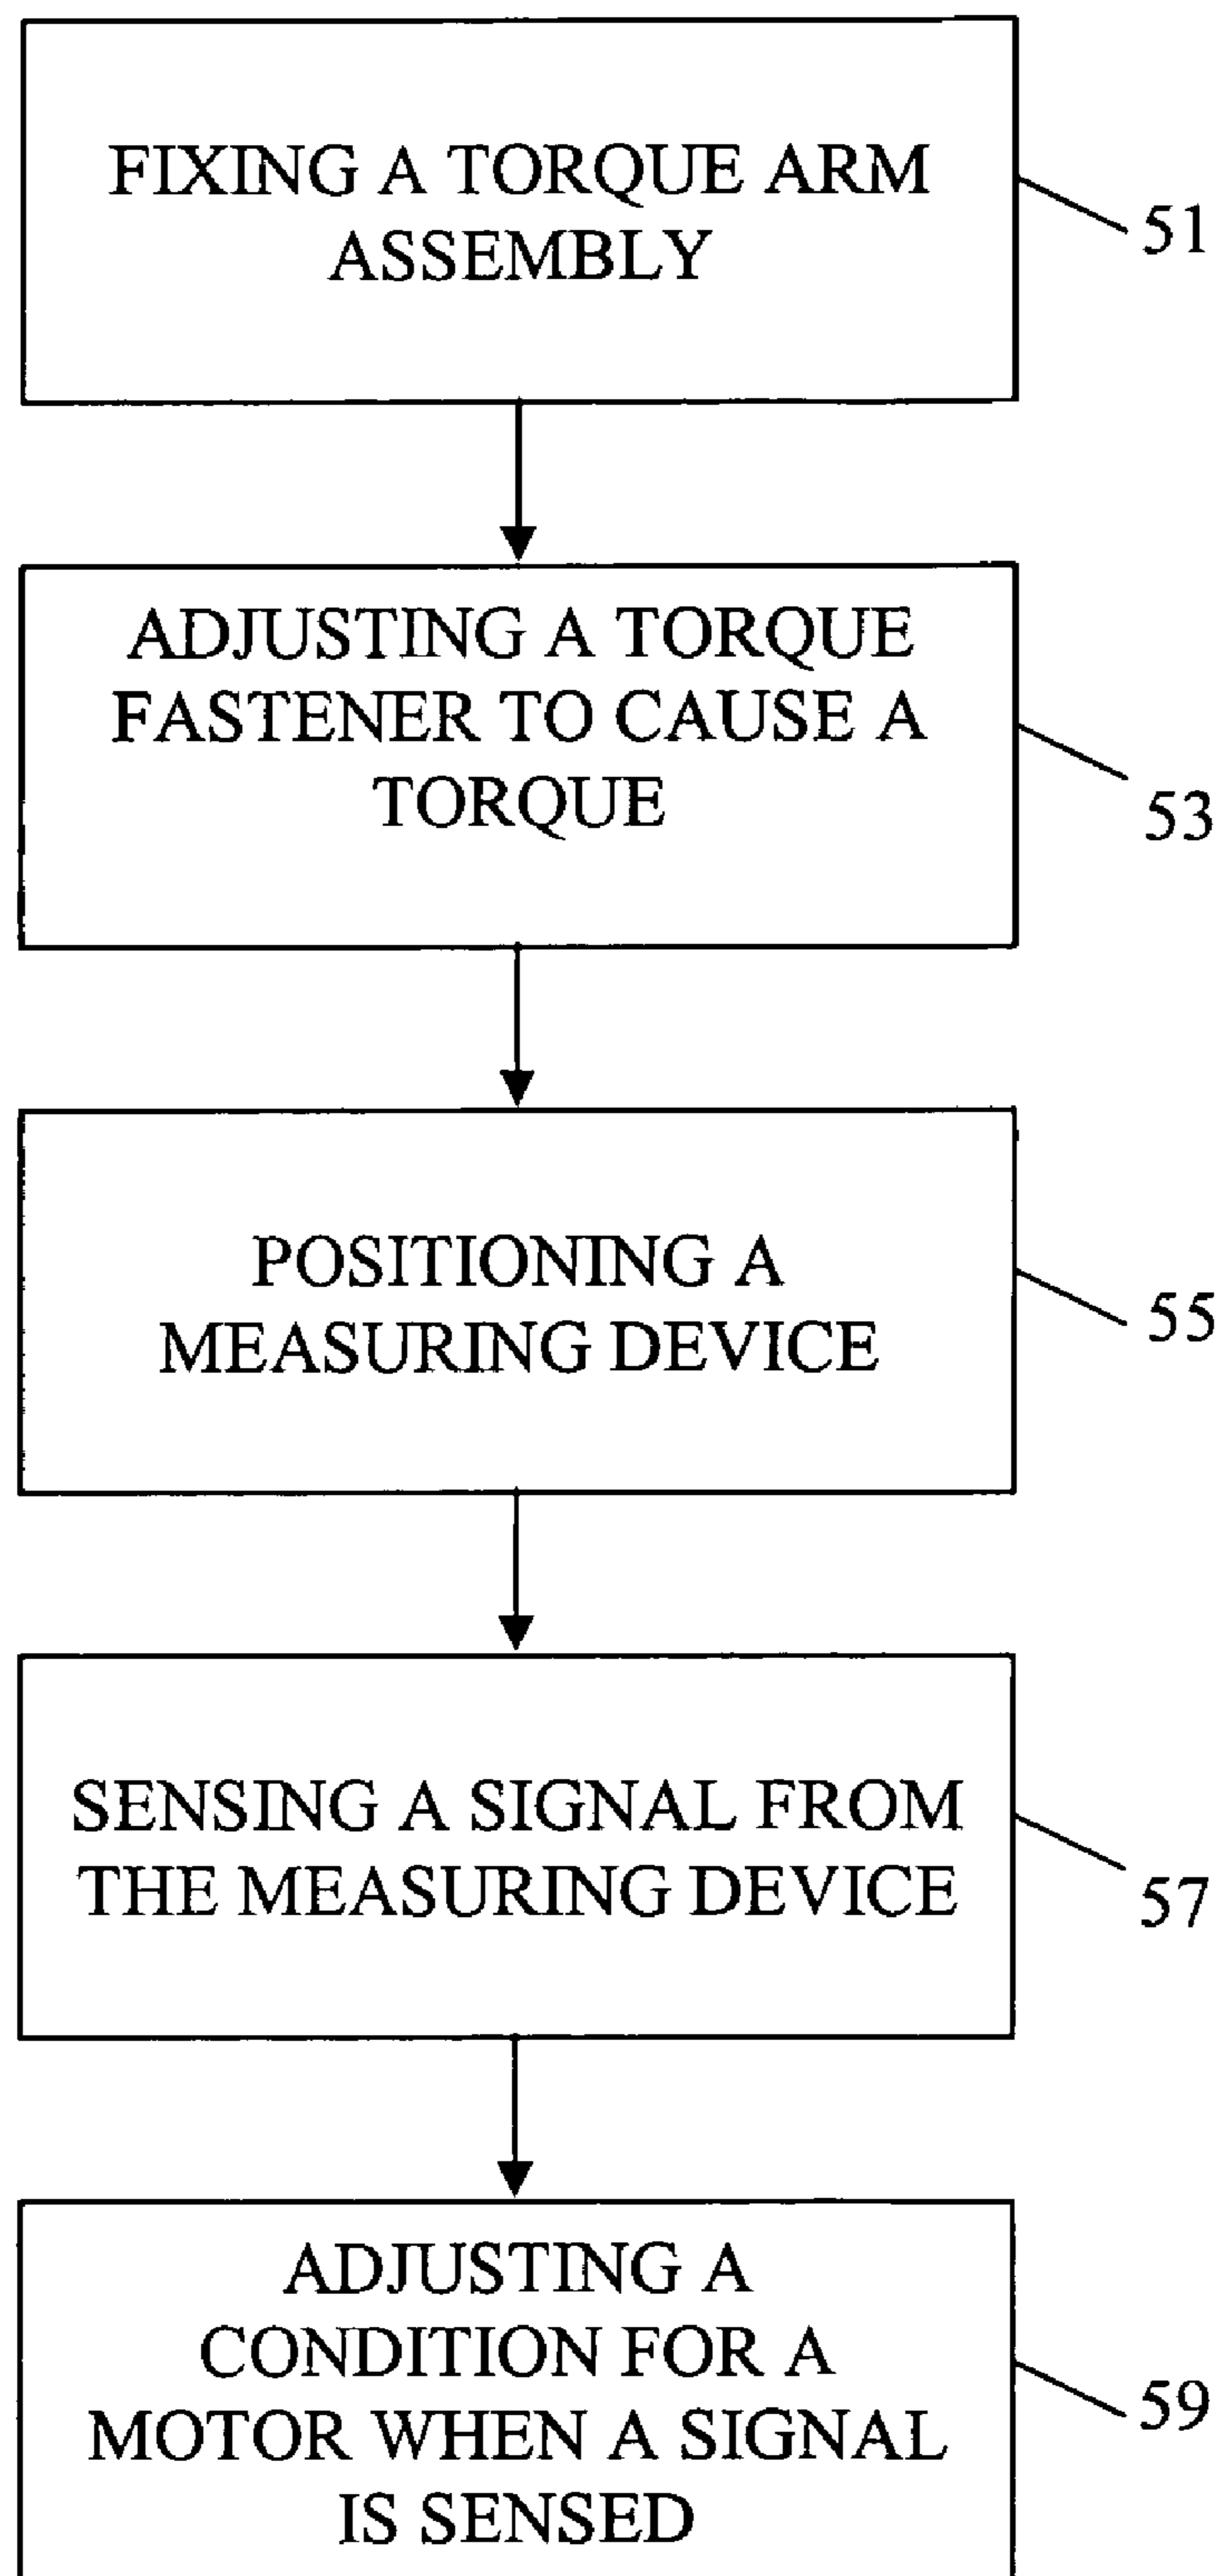 FIXING A TORQUE ARM
ASSEMBLY
51
ADJUSTING A TORQUE
FASTENER TO CAUSE A
TORQUE
53
POSITIONING A
MEASURING DEVICE
55
SENSING A SIGNAL FROM
THE MEASURING DEVICE
57
ADJUSTING A
CONDITION FOR A
MOTOR WHEN A SIGNAL
IS SENSED
59